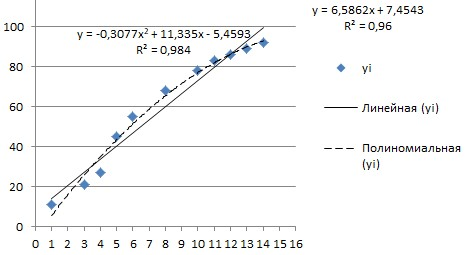 y = -0,3077x² + 11,335x - 5,4593
R² = 0,984
y = 6,5862x + 7,4543
R² = 0,96
100
80
60
40
20
0
0 1 2 3 4 5 6 7 8 9 10 11 12 13 14 15 16
yi
Линейная (yi)
Полиномиальная
(yi)